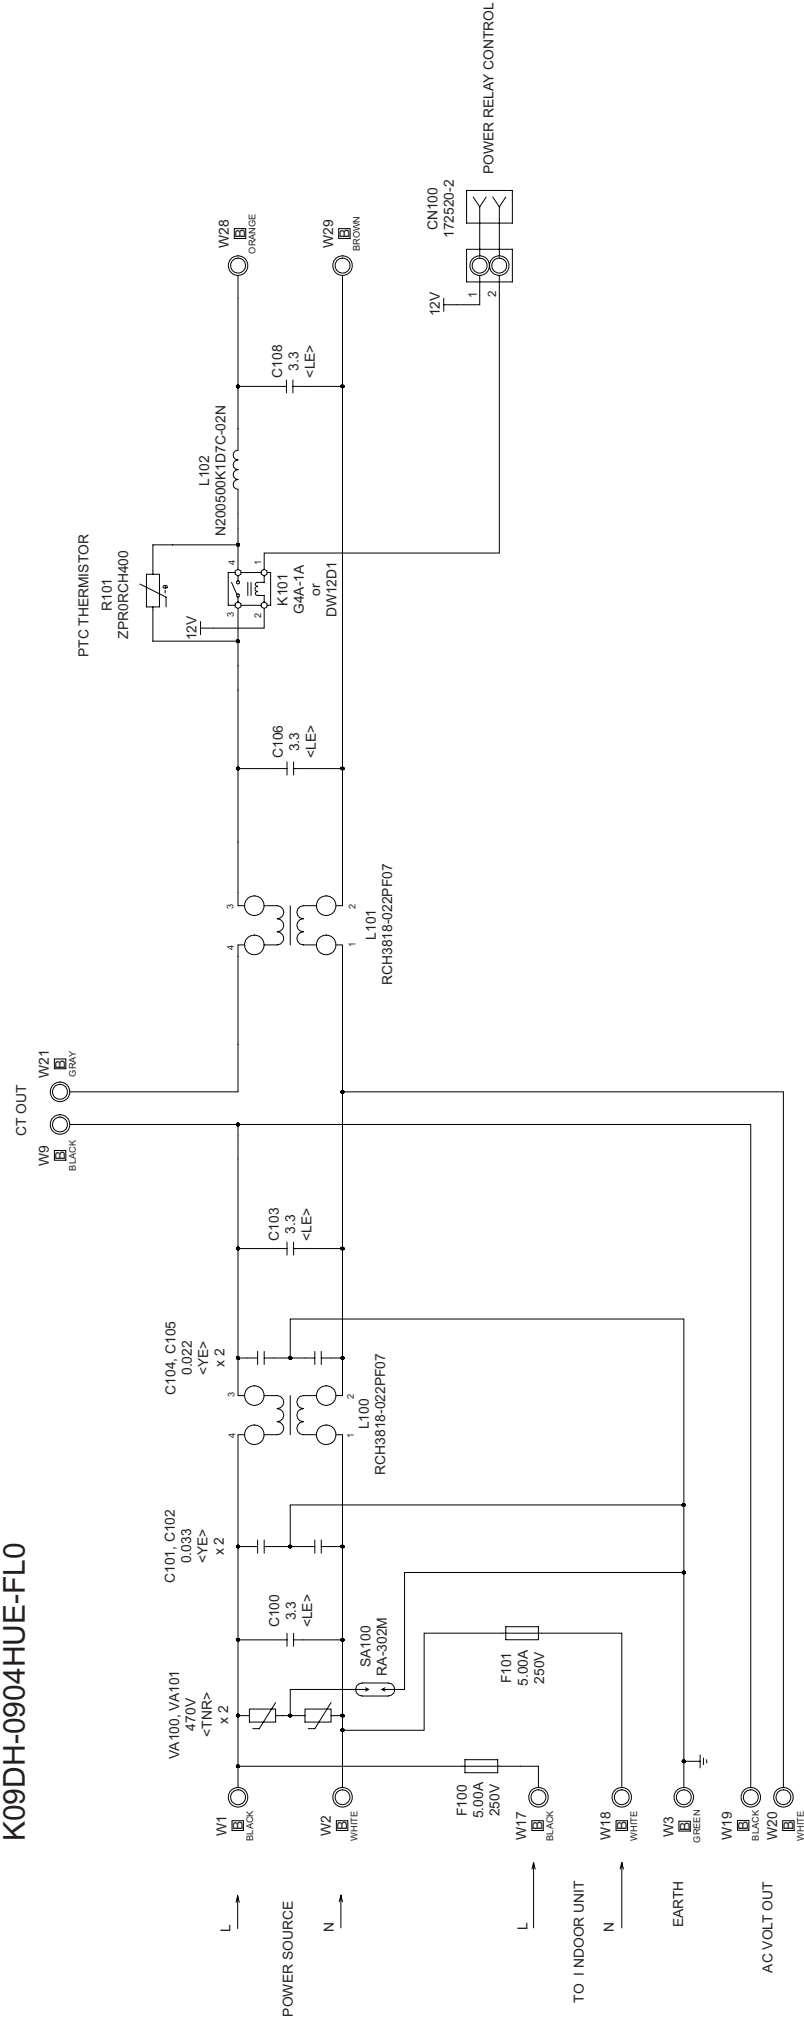 K09DH-0904HUE-FL0
POWER SOURCE
L
N
W1
B
BLACK
W2
B
WHITE
TO I NDOOR UNIT
L
N
W17
B
BLACK
W18
B
WHITE
EARTH
W3
B
GREEN
AC VOLT OUT
W19
B
BLACK
W20
B
WHITE
F100
5.00A
250V
F101
5.00A
250V
VA100, VA101
470V
<TNR>
x 2
SA100
RA-302M
C100
3.3
<LE>
C101, C102
0.033
<YE>
x 2
4
3
1
2
L100
RCH3818-022PF07
C104, C105
0.022
<YE>
x 2
C103
3.3
<LE>
CT OUT
W9
B
BLACK
W21
B
GRAY
4
3
1
2
L101
RCH3818-022PF07
C106
3.3
<LE>
PTC THERMISTOR
R101
ZPR0RCH400
-θ
12V
3
4
2
1
K101
G4A-1A
or
DW12D1
L102
N200500K1D7C-02N
C108
3.3
<LE>
W28
B
ORANGE
W29
B
BROWN
12V
1
2
CN100
172520-2
POWER RELAY CONTROL